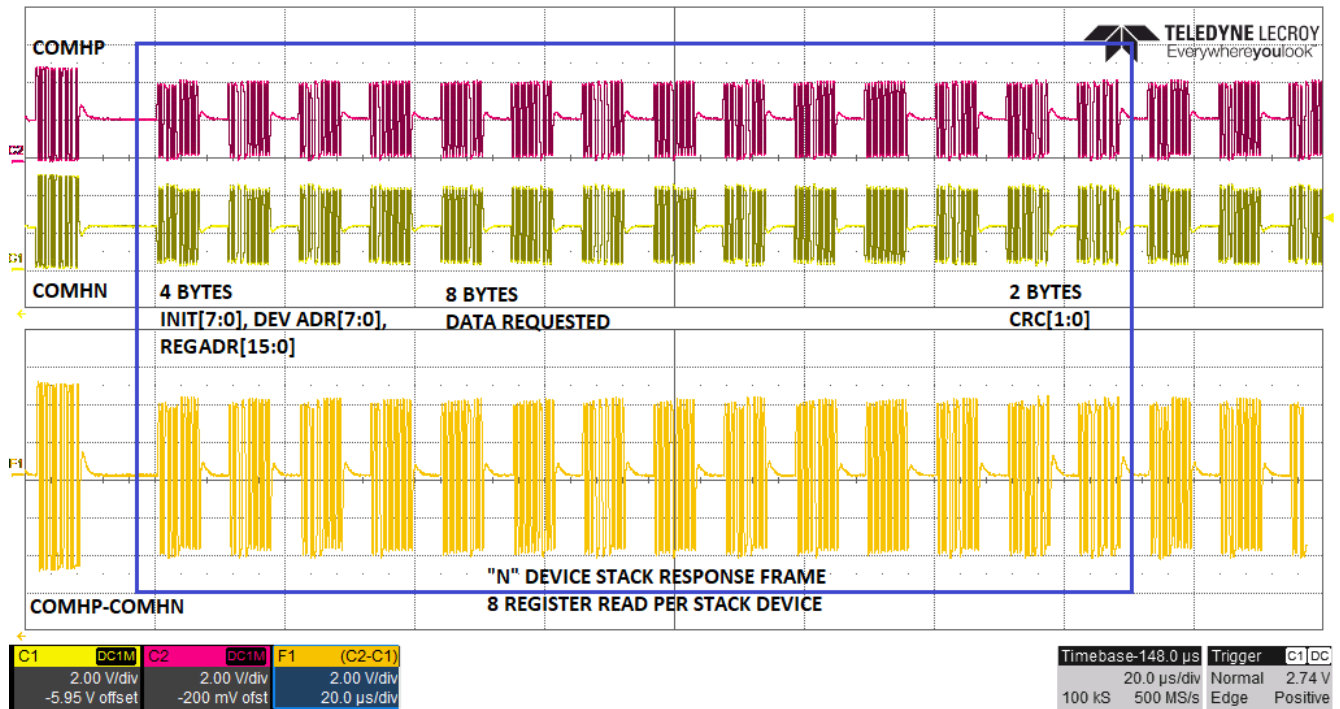 COMHP
TELEDYNE LECROY
Everywhereyoulook™
C2
C1
COMHN
4 BYTES
INIT[7:0], DEV ADR[7:0],
REGADR[15:0]
8 BYTES
DATA REQUESTED
2 BYTES
CRC[1:0]
F1
"N" DEVICE STACK RESPONSE FRAME
8 REGISTER READ PER STACK DEVICE
COMHP-COMHN
C1 DC1M
2.00 V/div
-5.95 V offset
C2 DC1M
2.00 V/div
-200 mV ofst
F1 (C2-C1)
2.00 V/div
20.0 µs/div
Timebase -148.0 µs
20.0 µs/div
100 kS 500 MS/s
Trigger C1 DC
Normal 2.74 V
Edge Positive